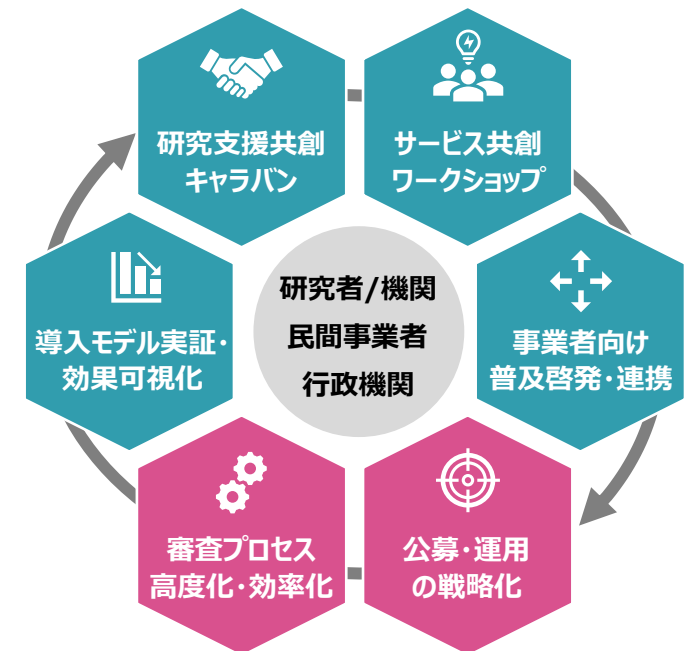 研究支援共創
キャラバン
サービス共創
ワークショップ
導入モデル実証・
効果可視化
研究者/機関
民間事業者
行政機関
事業者向け
普及啓発・連携
審査プロセス
高度化・効率化
公募・運用
の戦略化